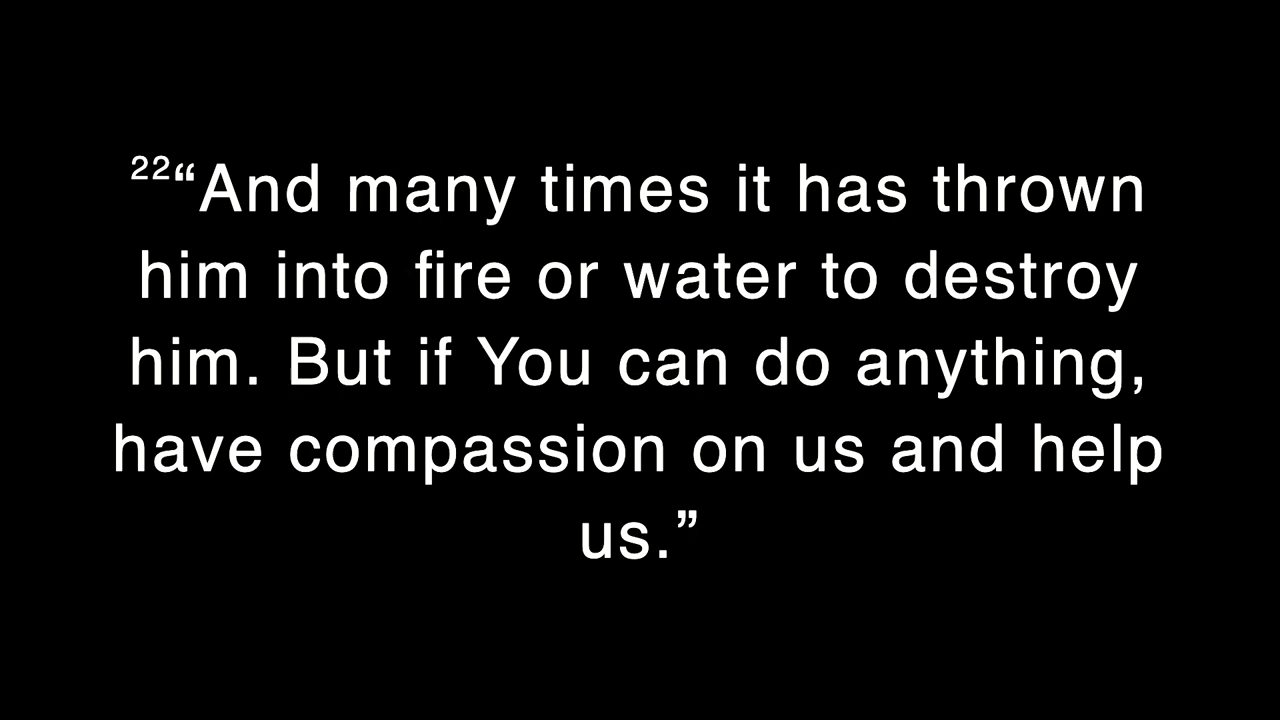 ²²“And many times it has thrown
him into fire or water to destroy
him. But if You can do anything,
have compassion on us and help
us.”